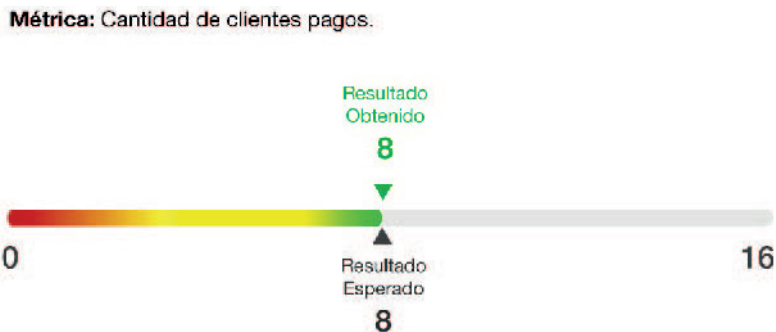 Métrica: Cantidad de clientes pagos.
Resultado
Obtenido
8
0
16
Resultado
Esperado
8